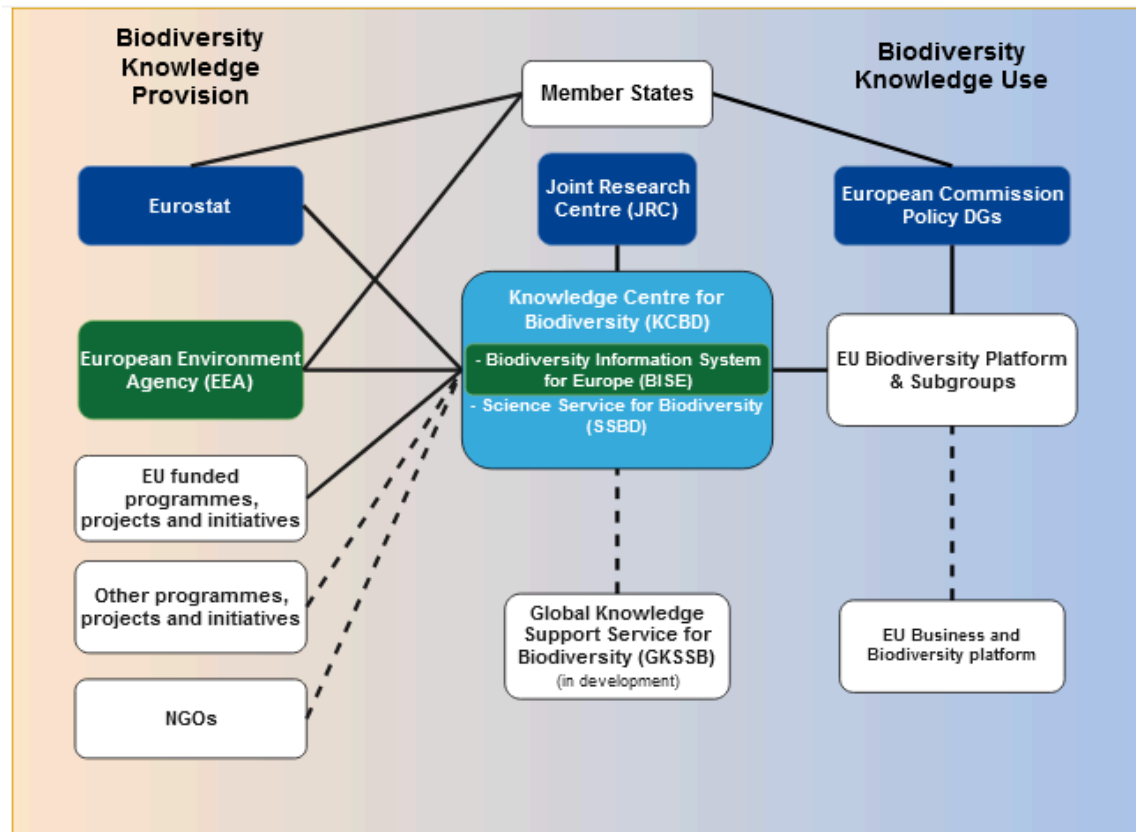 Biodiversity
Knowledge
Provision
Biodiversity
Knowledge Use
Member States
Eurostat
Joint Research
Centre (JRC)
European Commission
Policy DGs
European Environment
Agency (EEA)
Knowledge Centre for
Biodiversity (KCBD)
- Biodiversity Information System
for Europe (BISE)
- Science Service for Biodiversity
(SSBD)
EU Biodiversity Platform
& Subgroups
EU funded
programmes,
projects and initiatives
Other programmes,
projects and initiatives
NGOs
Global Knowledge
Support Service for
Biodiversity (GKSSB)
(in development)
EU Business and
Biodiversity platform